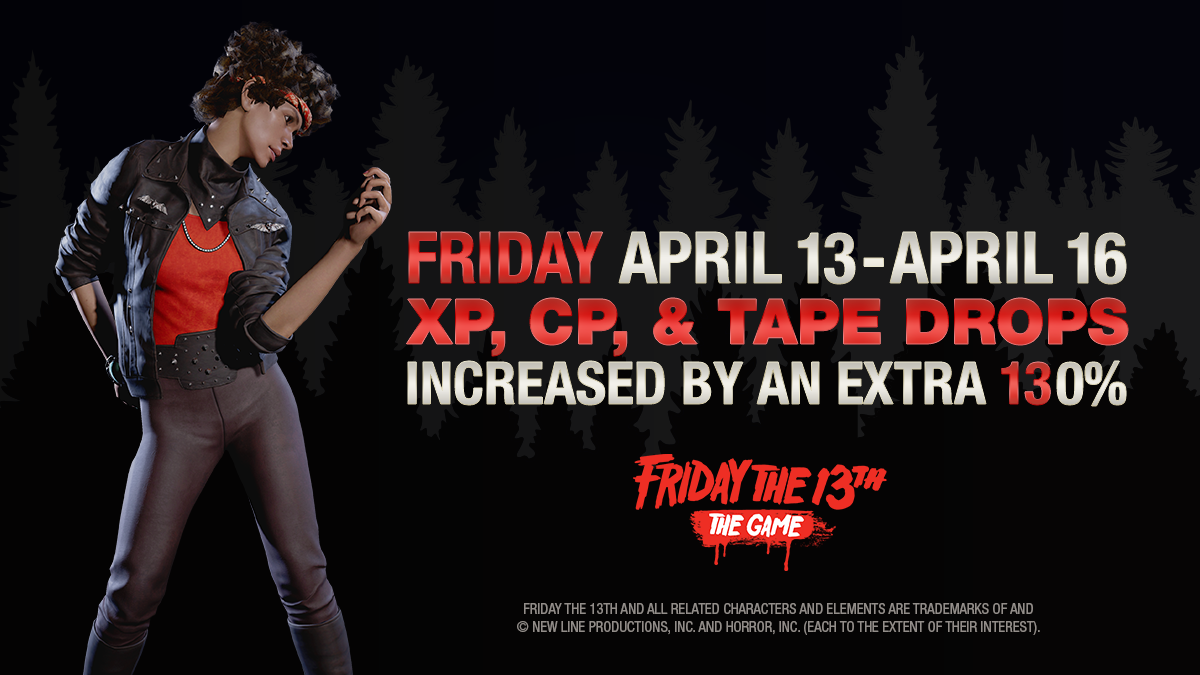 FRIDAY APRIL 13 - APRIL 16
XP, CP, & TAPE DROPS
INCREASED BY AN EXTRA 130%
FRIDAY THE 13TH
THE GAME
FRIDAY THE 13TH AND ALL RELATED CHARACTERS AND ELEMENTS ARE TRADEMARKS OF AND
© NEW LINE PRODUCTIONS, INC. AND HORROR, INC. (EACH TO THE EXTENT OF THEIR INTEREST).